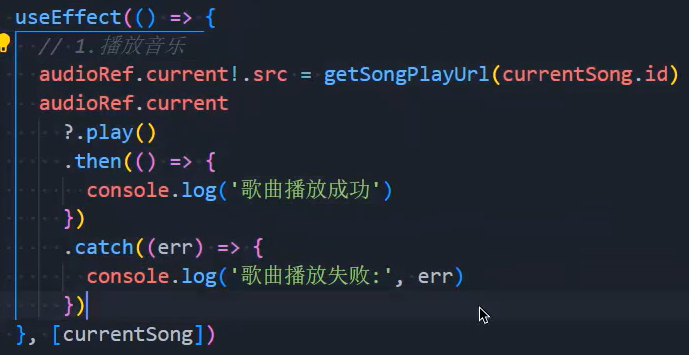 useEffect(() => {
// 1.播放音乐
audioRef.current!.src = getSongPlayUrl(currentSong.id)
audioRef.current
?.play()
.then(() => {
console.log('歌曲播放成功')
})
.catch((err) => {
console.log('歌曲播放失败:', err)
})
}, [currentSong])